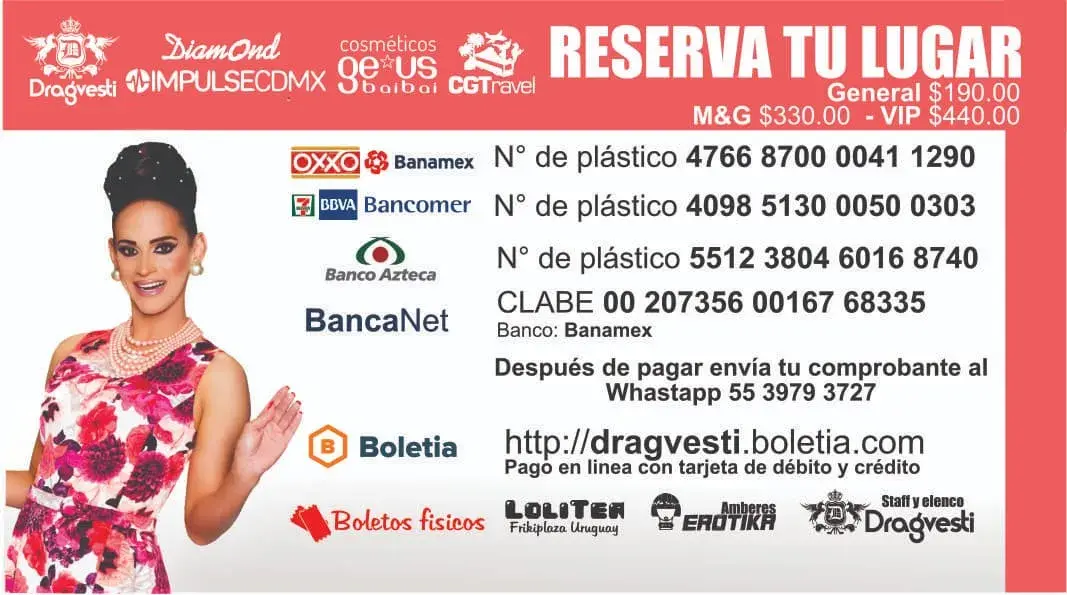 Dragvesti
DiamOnd
IMPULSECDMX
cosméticos
ge us
baibai
CGTravel
RESERVA TU LUGAR
General $190.00
M&G $330.00 - VIP $440.00
OXXO Banamex N° de plástico 4766 8700 0041 1290
BBVA Bancomer N° de plástico 4098 5130 0050 0303
Banco Azteca N° de plástico 5512 3804 6016 8740
BancaNet CLABE 00 207356 00167 68335
Banco: Banamex
Después de pagar envía tu comprobante al
Whastapp 55 3979 3727
Boletia http://dragvesti.boletia.com
Pago en linea con tarjeta de débito y crédito
Boletos fisicos
LOLITER
Frikiplaza Uruguay
Amberes
EROTIKA
Staff y elenco
Dragvesti